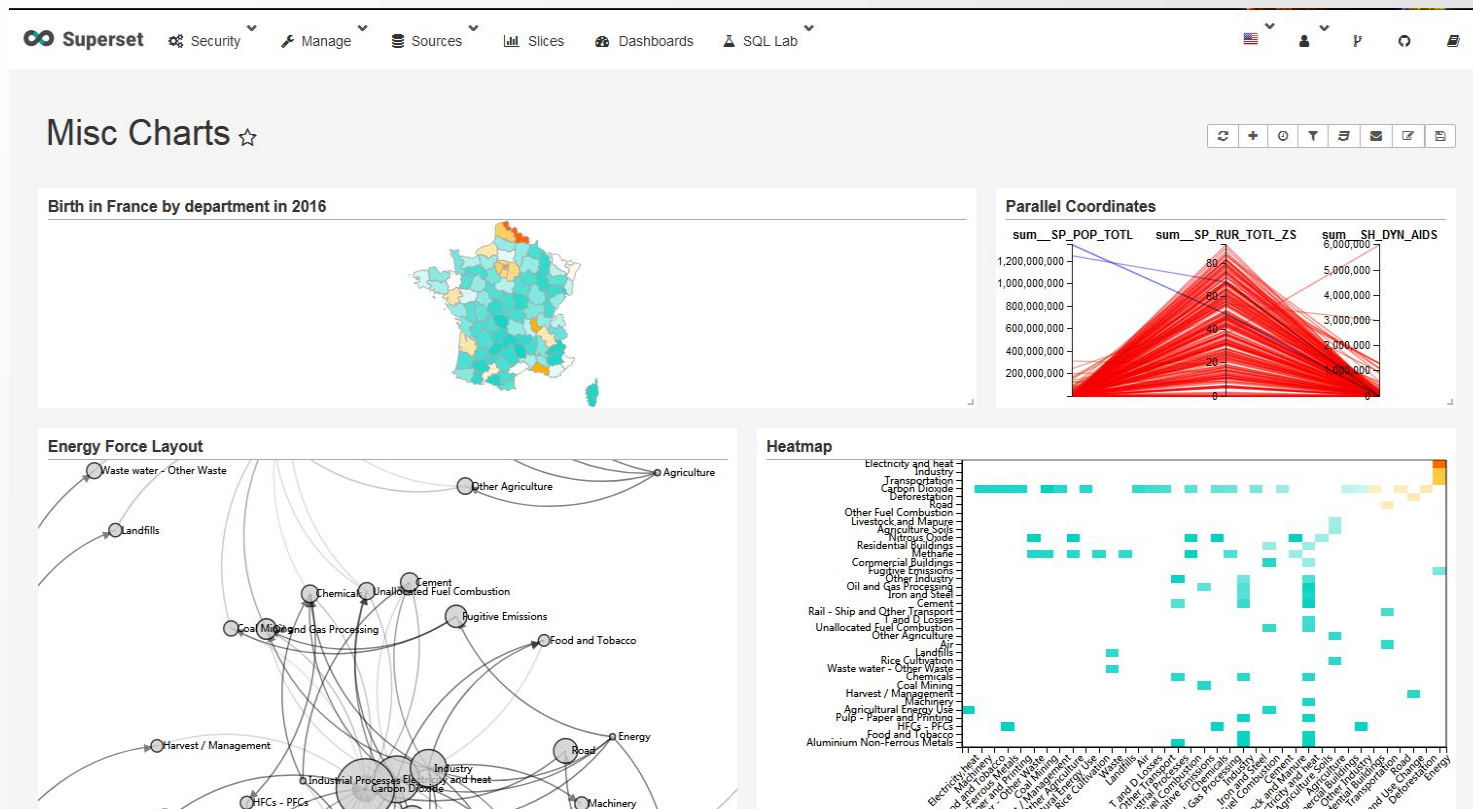 Superset Security Manage Sources Slices Dashboards SQL Lab
Misc Charts
Birth in France by department in 2016
Parallel Coordinates
sum__SP_POP_TOTL sum__SP_RUR_TOTL_ZS sum__SH_DYN_AIDS
6,000,000
1,200,000,000 80 5,000,000
1,000,000,000
800,000,000 60 4,000,000
600,000,000 40 3,000,000
400,000,000 2,000,000
200,000,000 20 1,000,000
0 0
Energy Force Layout
Waste water - Other Waste
Agriculture
Other Agriculture
Landfills
Cement
Chemicals
Unallocated Fuel Combustion
Fugitive Emissions
Coal Mining
Oil and Gas Processing
Food and Tobacco
Energy
Harvest / Management
Road
Industry
Industrial Processes
Electricity and heat
Carbon Dioxide
HFCs - PFCs
Machinery
Heatmap
Electricity and heat
Industry
Transportation
Carbon Dioxide
Deforestation
Road
Other Fuel Combustion
Livestock and Manure
Agriculture Soils
Nitrous Oxide
Residential Buildings
Methane
Commercial Buildings
Fugitive Emissions
Other Industry
Oil and Gas Processing
Iron and Steel
Cement
Rail - Ship and Other Transport
T and D Losses
Unallocated Fuel Combustion
Other Agriculture
Air
Landfills
Rice Cultivation
Waste water - Other Waste
Chemicals
Coal Mining
Harvest / Management
Machinery
Agricultural Energy Use
Pulp - Paper and Printing
HFCs - PFCs
Food and Tobacco
Aluminium Non-Ferrous Metals